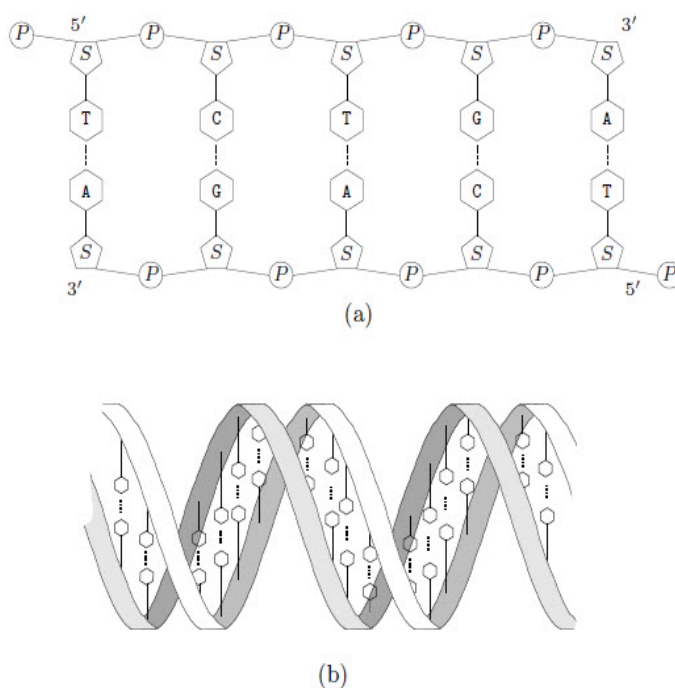 5′ 3′
P P P P P
S S S S S
T C T G A
A G A C T
S S S S S
P P P P P
3′ 5′
(a)
(b)